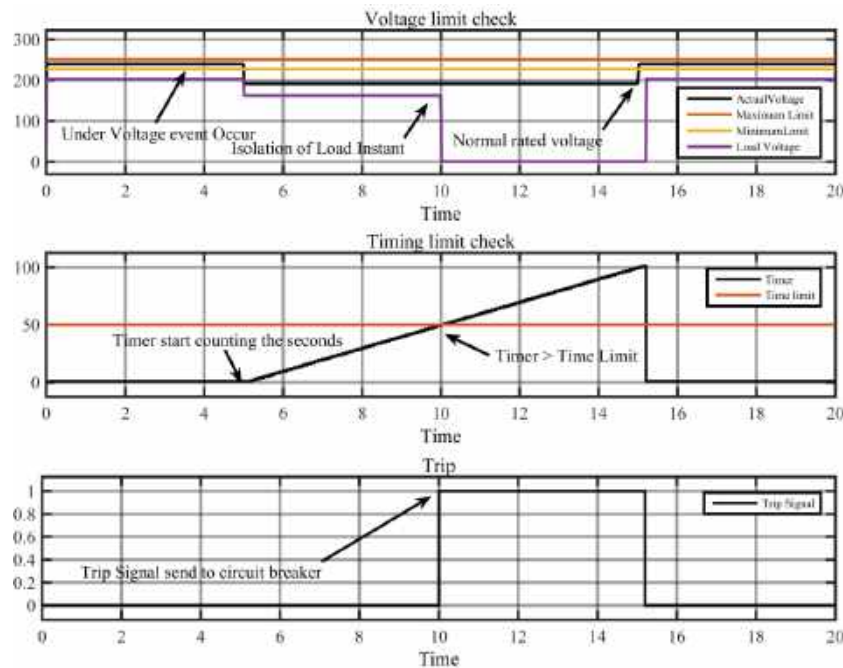 Voltage limit check
300
200
100
0
Under Voltage event Occur
Isolation of Load Instant
Normal rated voltage
ActualVoltage
Maximum Limit
MinimumLimit
Load Voltage
0 2 4 6 8 10 12 14 16 18 20
Time
Timing limit check
100
50
0
Timer start counting the seconds
Timer > Time Limit
Timer
Time limit
0 2 4 6 8 10 12 14 16 18 20
Time
Trip
1
0.8
0.6
0.4
0.2
0
Trip Signal send to circuit breaker
Trip Signal
0 2 4 6 8 10 12 14 16 18 20
Time